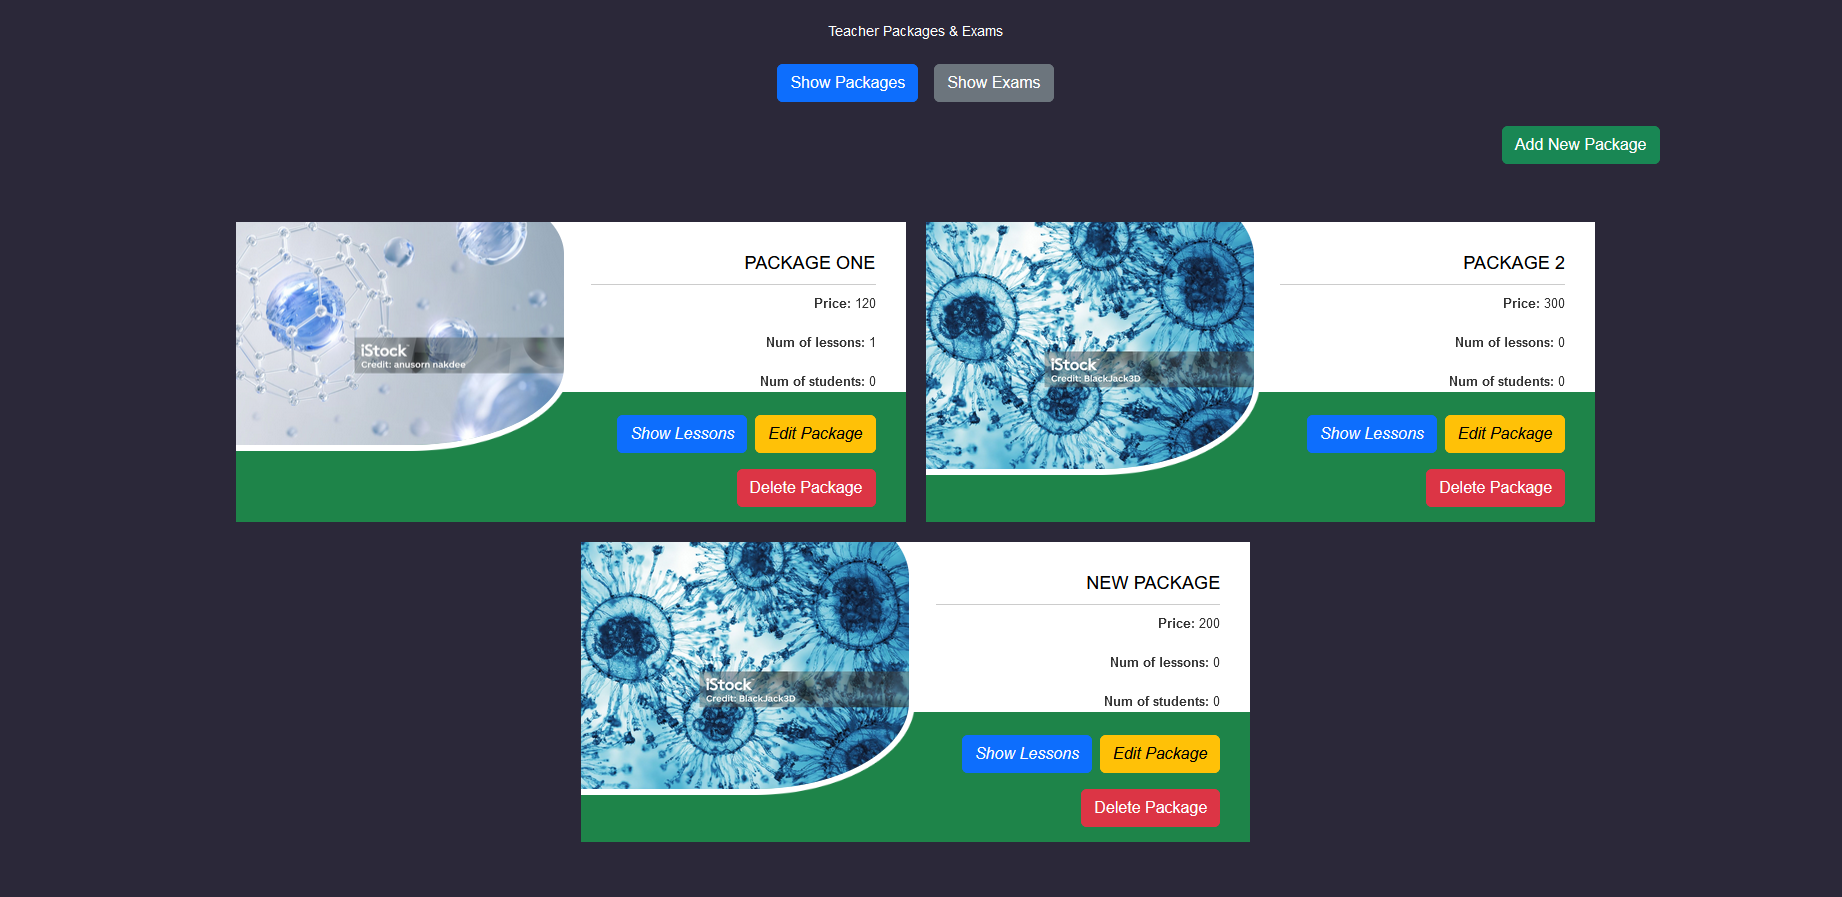 Teacher Packages & Exams
Show Packages Show Exams
Add New Package
iStock
Credit: anusorn nakdee
PACKAGE ONE
Price: 120
Num of lessons: 1
Num of students: 0
Show Lessons Edit Package
Delete Package
iStock
Credit: BlackJack3D
PACKAGE 2
Price: 300
Num of lessons: 0
Num of students: 0
Show Lessons Edit Package
Delete Package
iStock
Credit: BlackJack3D
NEW PACKAGE
Price: 200
Num of lessons: 0
Num of students: 0
Show Lessons Edit Package
Delete Package